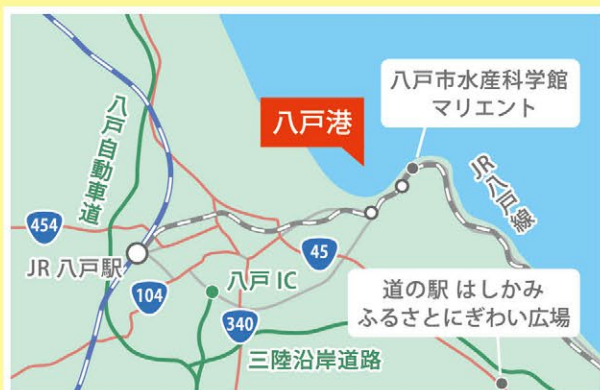 八戸市水産科学館
マリエント
八戸港
八戸自動車道
JR 八戸線
454
JR 八戸駅
45
八戸 IC
104
340
道の駅 はしかみ
ふるさとにぎわい広場
三陸沿岸道路